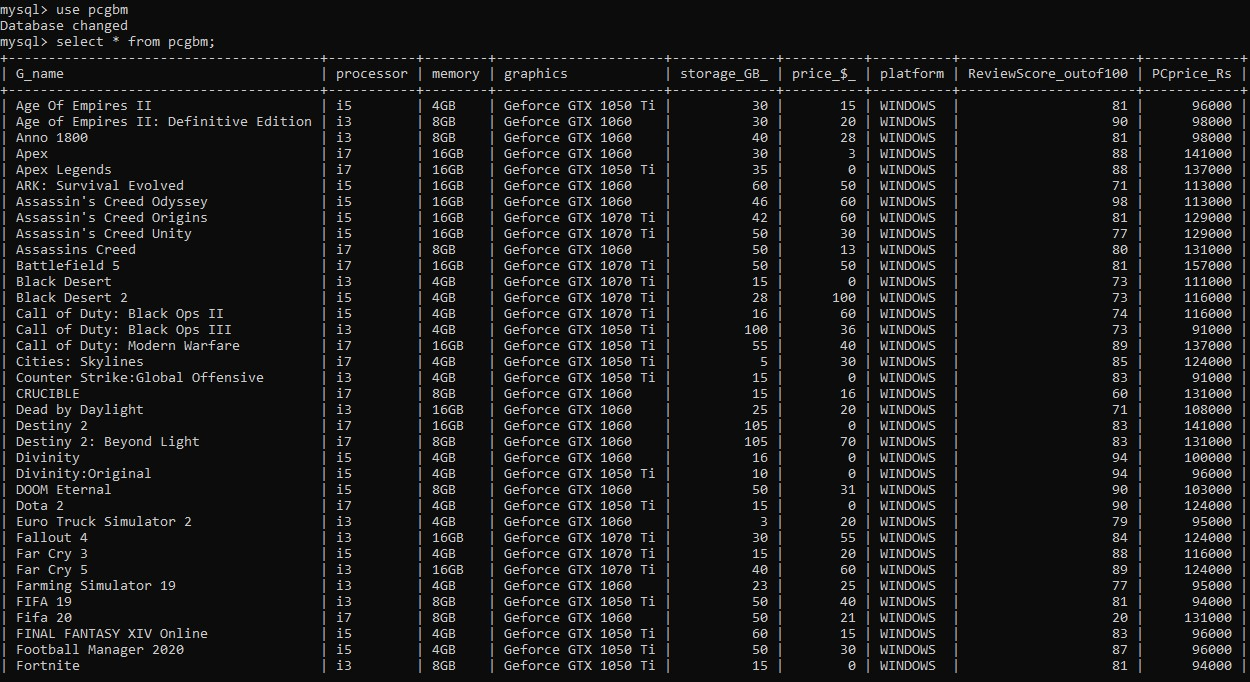 mysql> use pcgbm
Database changed
mysql> select * from pcgbm;
+--------------------------------------+-----------+--------+---------------------+-------------+----------+----------+-----------------------+------------+
| G_name                               | processor | memory | graphics            | storage_GB_ | price_$_ | platform | ReviewScore_outof100 | PCprice_Rs |
+--------------------------------------+-----------+--------+---------------------+-------------+----------+----------+-----------------------+------------+
| Age Of Empires II | i5 | 4GB | Geforce GTX 1050 Ti | 30 | 15 | WINDOWS | 81 | 96000 |
| Age of Empires II: Definitive Edition | i3 | 8GB | Geforce GTX 1060 | 30 | 20 | WINDOWS | 90 | 98000 |
| Anno 1800 | i3 | 8GB | Geforce GTX 1060 | 40 | 28 | WINDOWS | 81 | 98000 |
| Apex | i7 | 16GB | Geforce GTX 1060 | 30 | 3 | WINDOWS | 88 | 141000 |
| Apex Legends | i7 | 16GB | Geforce GTX 1050 Ti | 35 | 0 | WINDOWS | 88 | 137000 |
| ARK: Survival Evolved | i5 | 16GB | Geforce GTX 1060 | 60 | 50 | WINDOWS | 71 | 113000 |
| Assassin's Creed Odyssey | i5 | 16GB | Geforce GTX 1060 | 46 | 60 | WINDOWS | 98 | 113000 |
| Assassin's Creed Origins | i5 | 16GB | Geforce GTX 1070 Ti | 42 | 60 | WINDOWS | 81 | 129000 |
| Assassin's Creed Unity | i5 | 16GB | Geforce GTX 1070 Ti | 50 | 30 | WINDOWS | 77 | 129000 |
| Assassins Creed | i7 | 8GB | Geforce GTX 1060 | 50 | 13 | WINDOWS | 80 | 131000 |
| Battlefield 5 | i7 | 16GB | Geforce GTX 1070 Ti | 50 | 50 | WINDOWS | 81 | 157000 |
| Black Desert | i3 | 4GB | Geforce GTX 1070 Ti | 15 | 0 | WINDOWS | 73 | 111000 |
| Black Desert 2 | i5 | 4GB | Geforce GTX 1070 Ti | 28 | 100 | WINDOWS | 73 | 116000 |
| Call of Duty: Black Ops II | i5 | 4GB | Geforce GTX 1070 Ti | 16 | 60 | WINDOWS | 74 | 116000 |
| Call of Duty: Black Ops III | i3 | 4GB | Geforce GTX 1050 Ti | 100 | 36 | WINDOWS | 73 | 91000 |
| Call of Duty: Modern Warfare | i7 | 16GB | Geforce GTX 1050 Ti | 55 | 40 | WINDOWS | 89 | 137000 |
| Cities: Skylines | i7 | 4GB | Geforce GTX 1050 Ti | 5 | 30 | WINDOWS | 85 | 124000 |
| Counter Strike:Global Offensive | i3 | 4GB | Geforce GTX 1050 Ti | 15 | 0 | WINDOWS | 83 | 91000 |
| CRUCIBLE | i7 | 8GB | Geforce GTX 1060 | 15 | 16 | WINDOWS | 60 | 131000 |
| Dead by Daylight | i3 | 16GB | Geforce GTX 1060 | 25 | 20 | WINDOWS | 71 | 108000 |
| Destiny 2 | i7 | 16GB | Geforce GTX 1060 | 105 | 0 | WINDOWS | 83 | 141000 |
| Destiny 2: Beyond Light | i7 | 8GB | Geforce GTX 1060 | 105 | 70 | WINDOWS | 83 | 131000 |
| Divinity | i5 | 4GB | Geforce GTX 1060 | 16 | 0 | WINDOWS | 94 | 100000 |
| Divinity:Original | i5 | 4GB | Geforce GTX 1050 Ti | 10 | 0 | WINDOWS | 94 | 96000 |
| DOOM Eternal | i5 | 8GB | Geforce GTX 1060 | 50 | 31 | WINDOWS | 90 | 103000 |
| Dota 2 | i7 | 4GB | Geforce GTX 1050 Ti | 15 | 0 | WINDOWS | 90 | 124000 |
| Euro Truck Simulator 2 | i3 | 4GB | Geforce GTX 1060 | 3 | 20 | WINDOWS | 79 | 95000 |
| Fallout 4 | i3 | 16GB | Geforce GTX 1070 Ti | 30 | 55 | WINDOWS | 84 | 124000 |
| Far Cry 3 | i5 | 4GB | Geforce GTX 1070 Ti | 15 | 20 | WINDOWS | 88 | 116000 |
| Far Cry 5 | i3 | 16GB | Geforce GTX 1070 Ti | 40 | 60 | WINDOWS | 89 | 124000 |
| Farming Simulator 19 | i3 | 4GB | Geforce GTX 1060 | 23 | 25 | WINDOWS | 77 | 95000 |
| FIFA 19 | i3 | 8GB | Geforce GTX 1050 Ti | 50 | 40 | WINDOWS | 81 | 94000 |
| Fifa 20 | i7 | 8GB | Geforce GTX 1060 | 50 | 21 | WINDOWS | 20 | 131000 |
| FINAL FANTASY XIV Online | i5 | 4GB | Geforce GTX 1050 Ti | 60 | 15 | WINDOWS | 83 | 96000 |
| Football Manager 2020 | i5 | 4GB | Geforce GTX 1050 Ti | 50 | 30 | WINDOWS | 87 | 96000 |
| Fortnite | i3 | 8GB | Geforce GTX 1050 Ti | 15 | 0 | WINDOWS | 81 | 94000 |